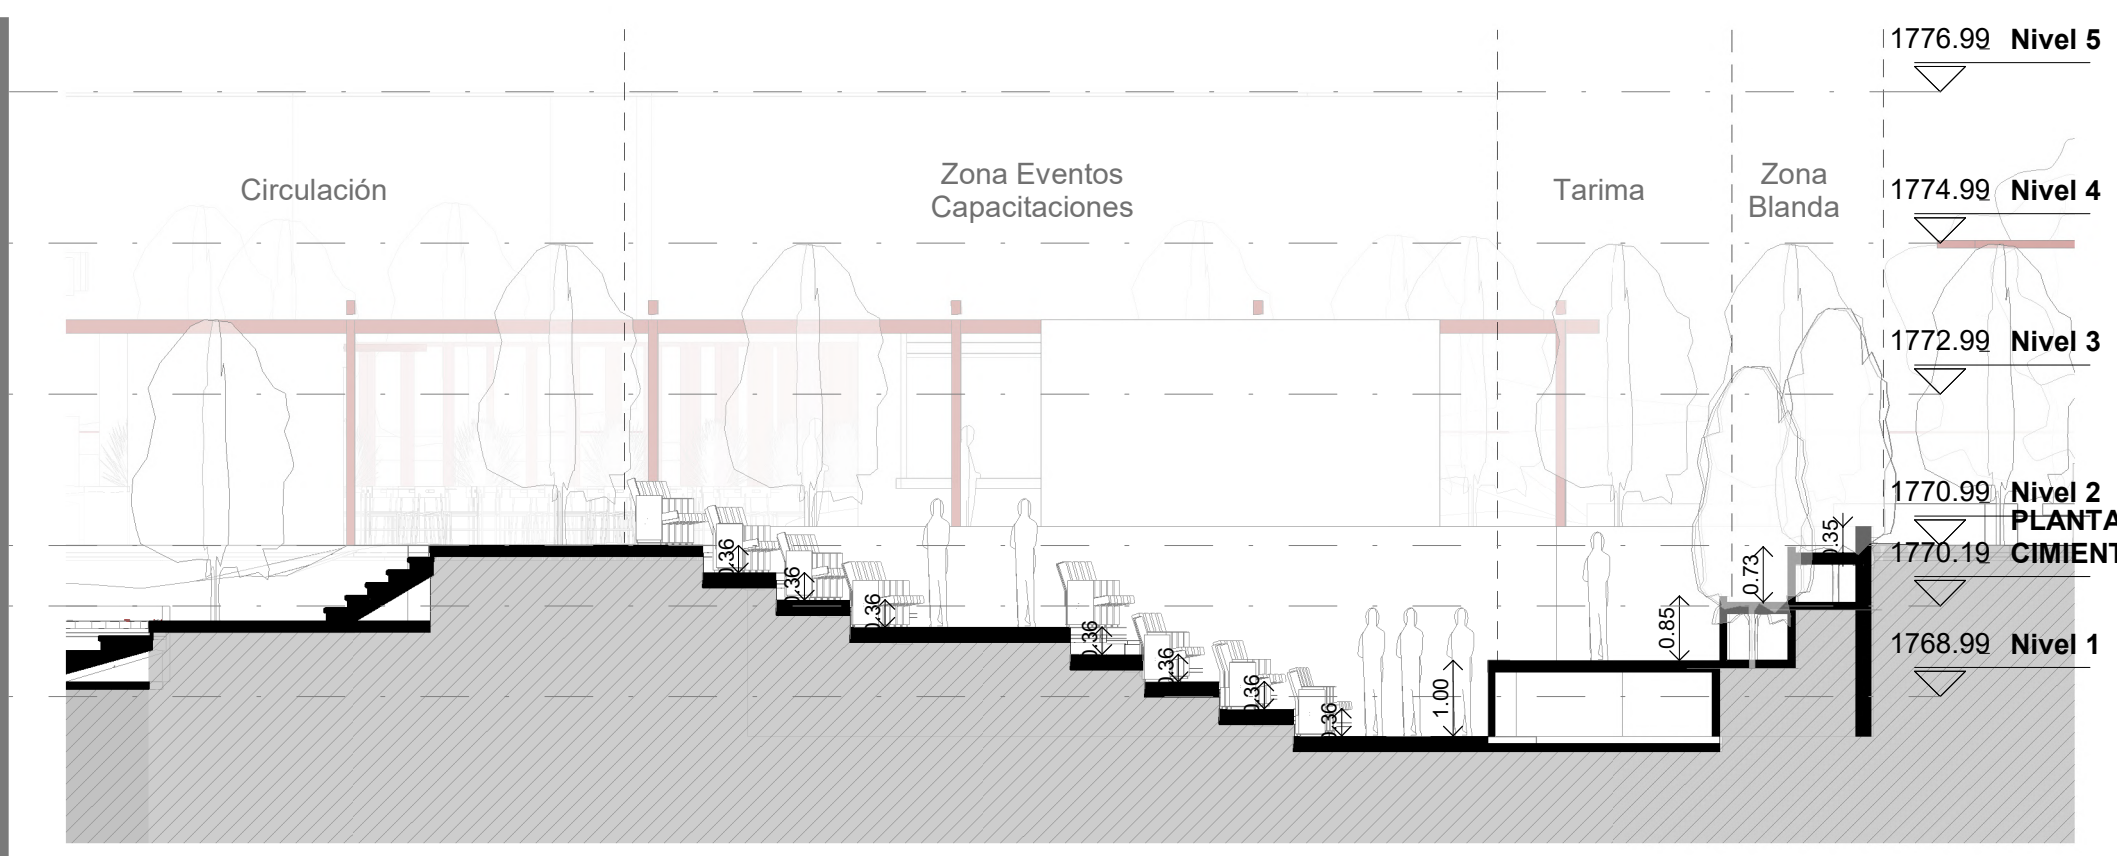 1776.99 Nivel 5
Circulación
Zona Eventos
Capacitaciones
Tarima
Zona
Blanda
1774.99 Nivel 4
1772.99 Nivel 3
1770.99 Nivel 2
PLANTA
1770.19 CIMIENT
1768.99 Nivel 1
0.36
0.36
0.36
0.36
0.36
0.36
0.36
1.00
0.85
0.73
0.35